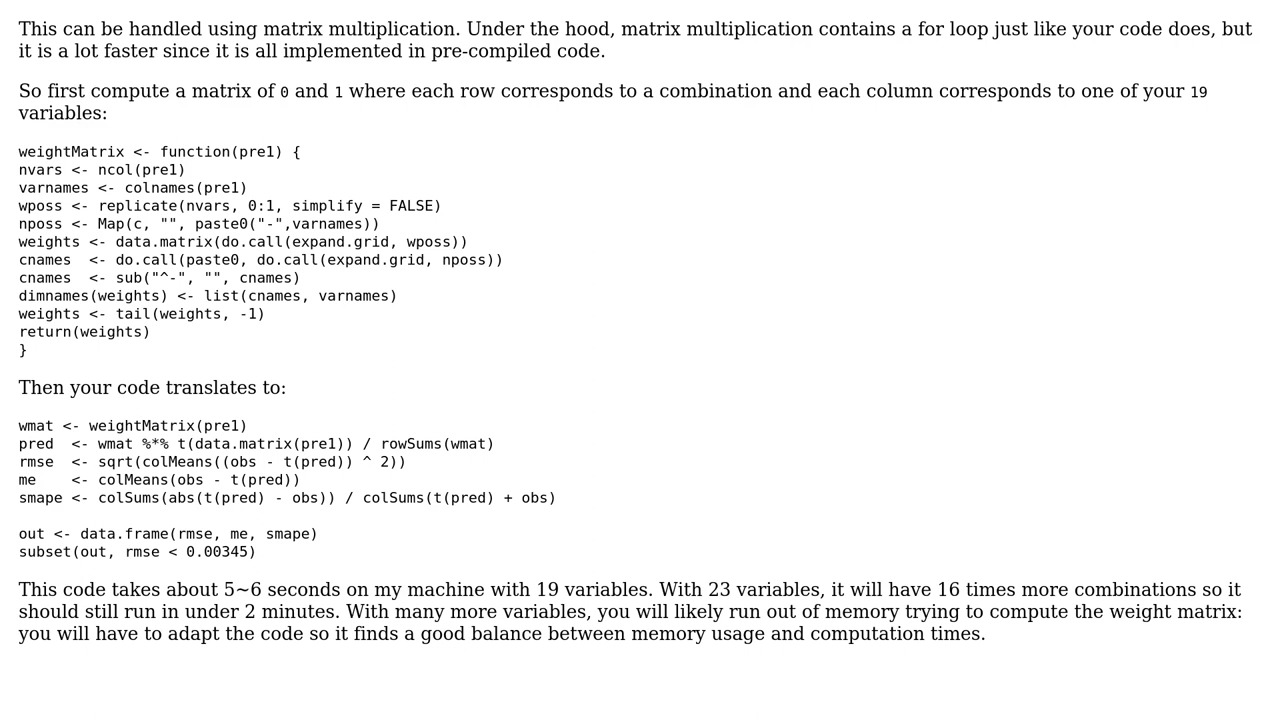 This can be handled using matrix multiplication. Under the hood, matrix multiplication contains a for loop just like your code does, but
it is a lot faster since it is all implemented in pre-compiled code.
So first compute a matrix of 0 and 1 where each row corresponds to a combination and each column corresponds to one of your 19
variables:
weightMatrix <- function(pre1) {
nvars <- ncol(pre1)
varnames <- colnames(pre1)
wposs <- replicate(nvars, 0:1, simplify = FALSE)
nposs <- Map(c, "", paste0("-",varnames))
weights <- data.matrix(do.call(expand.grid, wposs))
cnames  <- do.call(paste0, do.call(expand.grid, nposs))
cnames  <- sub("^-", "", cnames)
dimnames(weights) <- list(cnames, varnames)
weights <- tail(weights, -1)
return(weights)
}
Then your code translates to:
wmat <- weightMatrix(pre1)
pred  <- wmat %*% t(data.matrix(pre1)) / rowSums(wmat)
rmse  <- sqrt(colMeans((obs - t(pred)) ^ 2))
me    <- colMeans(obs - t(pred))
smape <- colSums(abs(t(pred) - obs)) / colSums(t(pred) + obs)
out <- data.frame(rmse, me, smape)
subset(out, rmse < 0.00345)
This code takes about 5~6 seconds on my machine with 19 variables. With 23 variables, it will have 16 times more combinations so it
should still run in under 2 minutes. With many more variables, you will likely run out of memory trying to compute the weight matrix:
you will have to adapt the code so it finds a good balance between memory usage and computation times.